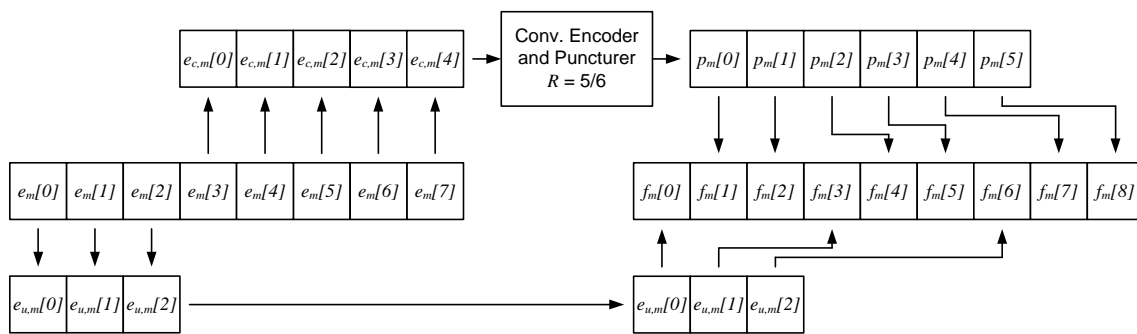 e_{c,m}[0] e_{c,m}[1] e_{c,m}[2] e_{c,m}[3] e_{c,m}[4]
Conv. Encoder
and Puncturer
R = 5/6
p_m[0] p_m[1] p_m[2] p_m[3] p_m[4] p_m[5]
e_m[0] e_m[1] e_m[2] e_m[3] e_m[4] e_m[5] e_m[6] e_m[7]
f_m[0] f_m[1] f_m[2] f_m[3] f_m[4] f_m[5] f_m[6] f_m[7] f_m[8]
e_{u,m}[0] e_{u,m}[1] e_{u,m}[2]
e_{u,m}[0] e_{u,m}[1] e_{u,m}[2]